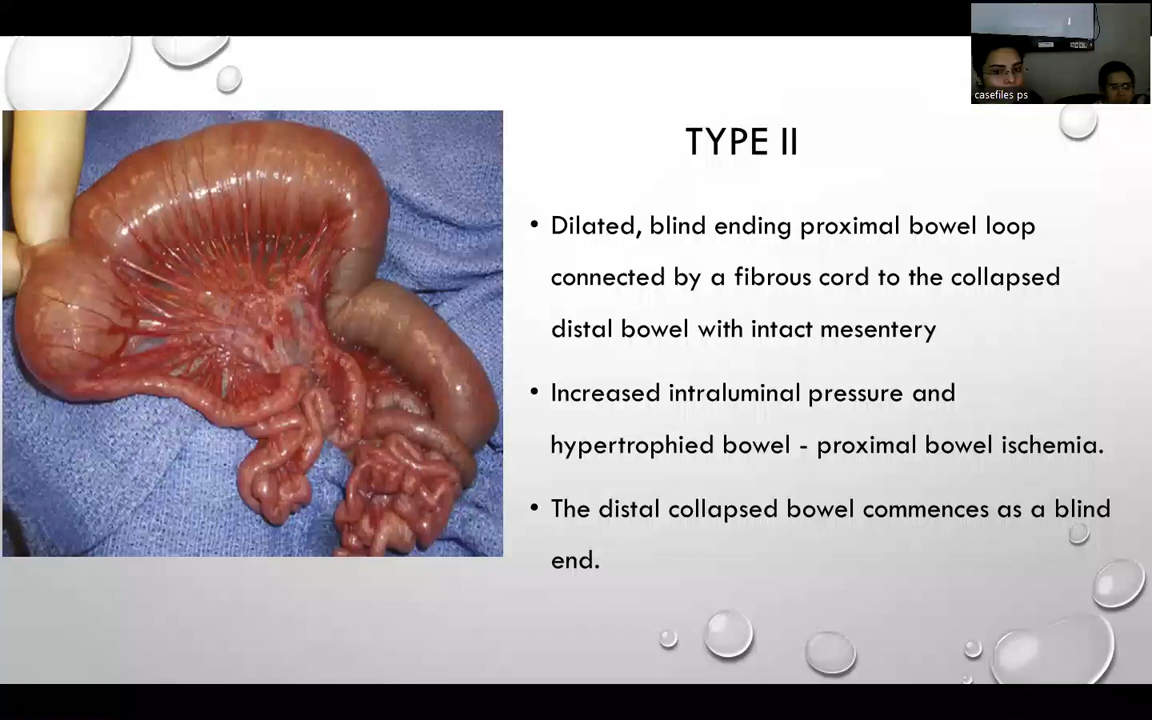 casefiles ps
TYPE II
• Dilated, blind ending proximal bowel loop
connected by a fibrous cord to the collapsed
distal bowel with intact mesentery
• Increased intraluminal pressure and
hypertrophied bowel - proximal bowel ischemia.
• The distal collapsed bowel commences as a blind
end.